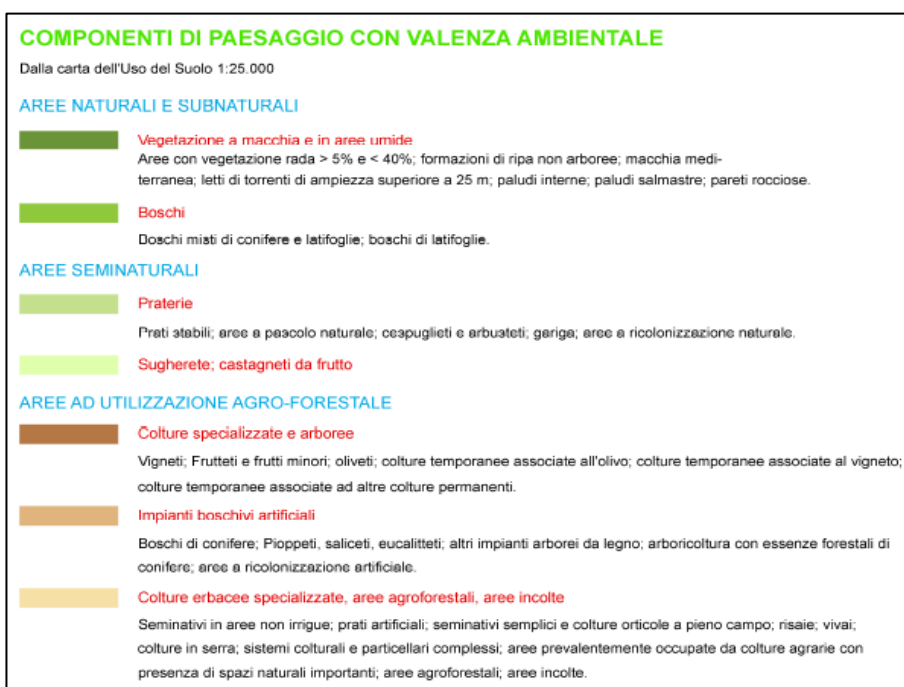 COMPONENTI DI PAESAGGIO CON VALENZA AMBIENTALE
Dalla carta dell'Uso del Suolo 1:25.000
AREE NATURALI E SUBNATURALI
Vegetazione a macchia e in aree umide
Aree con vegetazione rada > 5% e < 40%; formazioni di ripa non arboree; macchia medi-
terranea; letti di torrenti di ampiezza superiore a 25 m; paludi interne; paludi salmastre; pareti rocciose.
Boschi
Boschi misti di conifere e latifoglie; boschi di latifoglie.
AREE SEMINATURALI
Praterie
Prati stabili; aree a pascolo naturale; cespuglieti e arbusteti; gariga; aree a ricolonizzazione naturale.
Sugherete; castagneti da frutto
AREE AD UTILIZZAZIONE AGRO-FORESTALE
Colture specializzate e arboree
Vigneti; Frutteti e frutti minori; oliveti; colture temporanee associate all'olivo; colture temporanee associate al vigneto;
colture temporanee associate ad altre colture permanenti.
Impianti boschivi artificiali
Boschi di conifere; Pioppeti, saliceti, eucalitteti; altri impianti arborei da legno; arboricoltura con essenze forestali di
conifere; aree a ricolonizzazione artificiale.
Colture erbacee specializzate, aree agroforestali, aree incolte
Seminativi in aree non irrigue; prati artificiali; seminativi semplici e colture orticole a pieno campo; risaie; vivai;
colture in serra; sistemi colturali e particellari complessi; aree prevalentemente occupate da colture agrarie con
presenza di spazi naturali importanti; aree agroforestali; aree incolte.